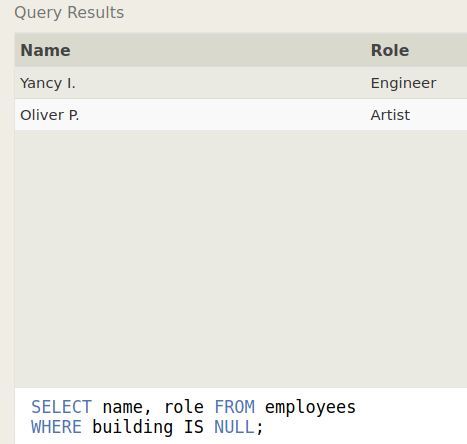 Query Results
Name Role
Yancy I. Engineer
Oliver P. Artist
SELECT name, role FROM employees
WHERE building IS NULL;